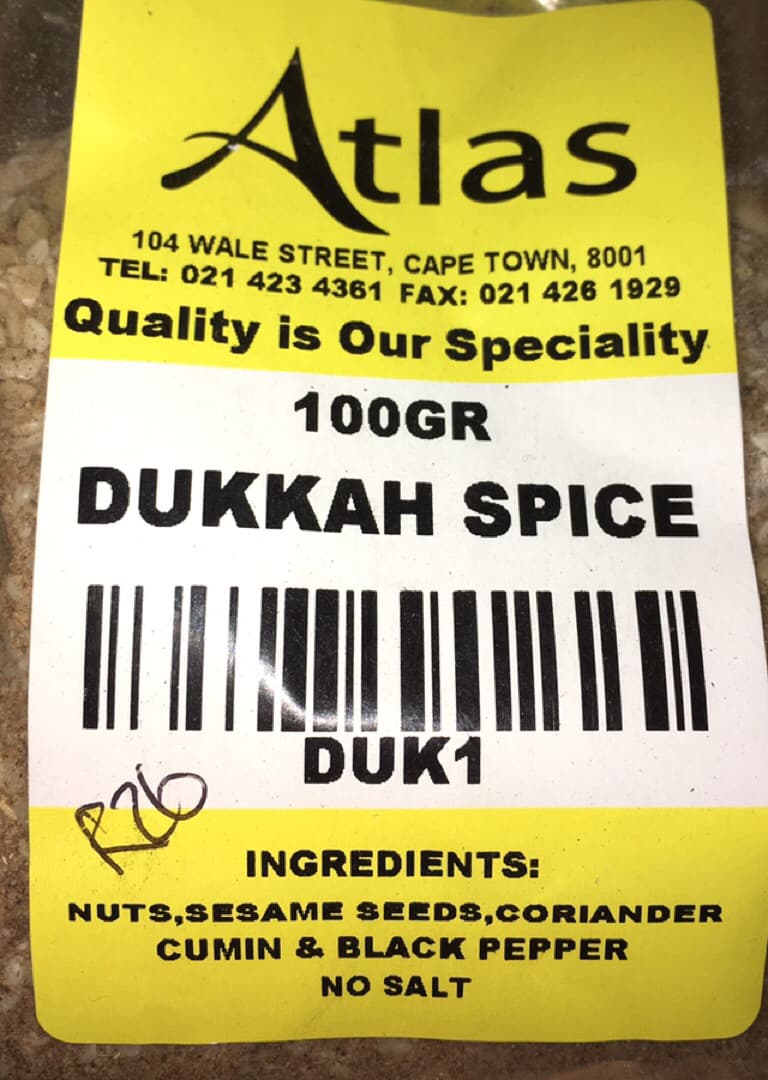 Atlas
104 WALE STREET, CAPE TOWN, 8001
TEL: 021 423 4361 FAX: 021 426 1929
Quality is Our Speciality
100GR
DUKKAH SPICE
DUK1
R26
INGREDIENTS:
NUTS,SESAME SEEDS,CORIANDER
CUMIN & BLACK PEPPER
NO SALT